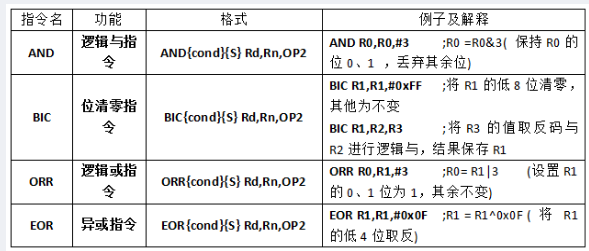 指令名 功能 格式 例子及解释
AND 逻辑与指令 AND{cond}{S} Rd,Rn,OP2 AND R0,R0,#3 ;R0 =R0&3( 保持 R0 的
位 0、1 ，丢弃其余位)
BIC 位清零指令 BIC{cond}{S} Rd,Rn,OP2 BIC R1,R1,#0xFF ;将 R1 的低 8 位清零，
其他为不变
BIC R1,R2,R3 ;将 R3 的值取反码与
R2 进行逻辑与，结果保存 R1
ORR 逻辑或指令 ORR{cond}{S} Rd,Rn,OP2 ORR R0,R1,#3 ;R0= R1|3 (设置 R1
的 0、1 位为 1，其余不变)
EOR 异或指令 EOR{cond}{S} Rd,Rn,OP2 EOR R1,R1,#0x0F ;R1 = R1^0x0F ( 将 R1
的低 4 位取反)